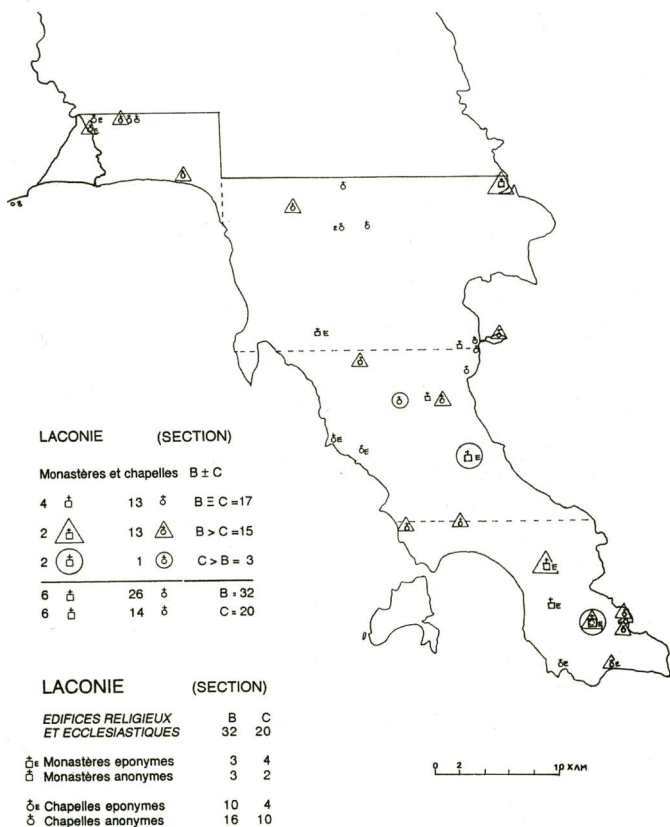 LACONIE (SECTION)
Monastères et chapelles B ± C
4 13 B Ξ C =17
2 13 B > C =15
2 1 C > B = 3
6 26 B = 32
6 14 C = 20
LACONIE (SECTION)
EDIFICES RELIGIEUX B C
ET ECCLESIASTIQUES 32 20
E Monastères eponymes 3 4
Monastères anonymes 3 2
E Chapelles eponymes 10 4
Chapelles anonymes 16 10
0 2 10 ΧΛΜ